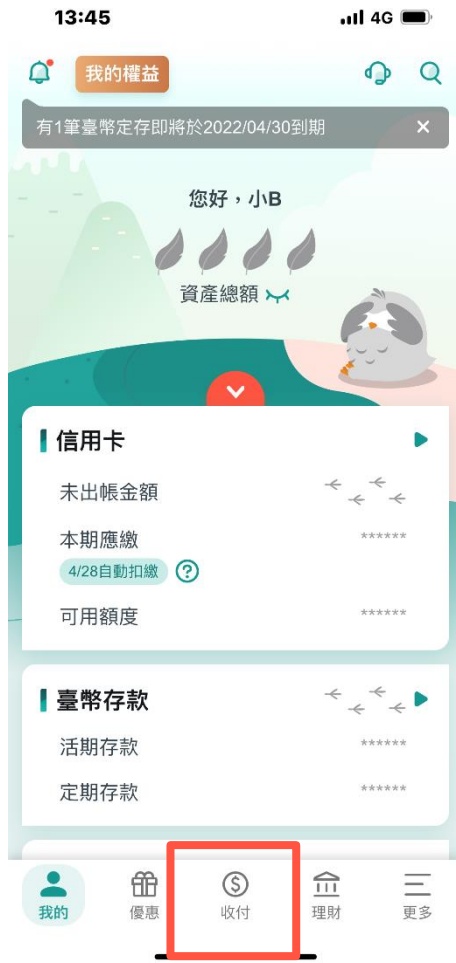 13:45
4G
我的權益
有1筆臺幣定存即將於2022/04/30到期
您好，小B
資產總額
信用卡
未出帳金額
本期應繳
******
4/28自動扣繳
可用額度
******
臺幣存款
活期存款
******
定期存款
******
我的
優惠
收付
理財
更多